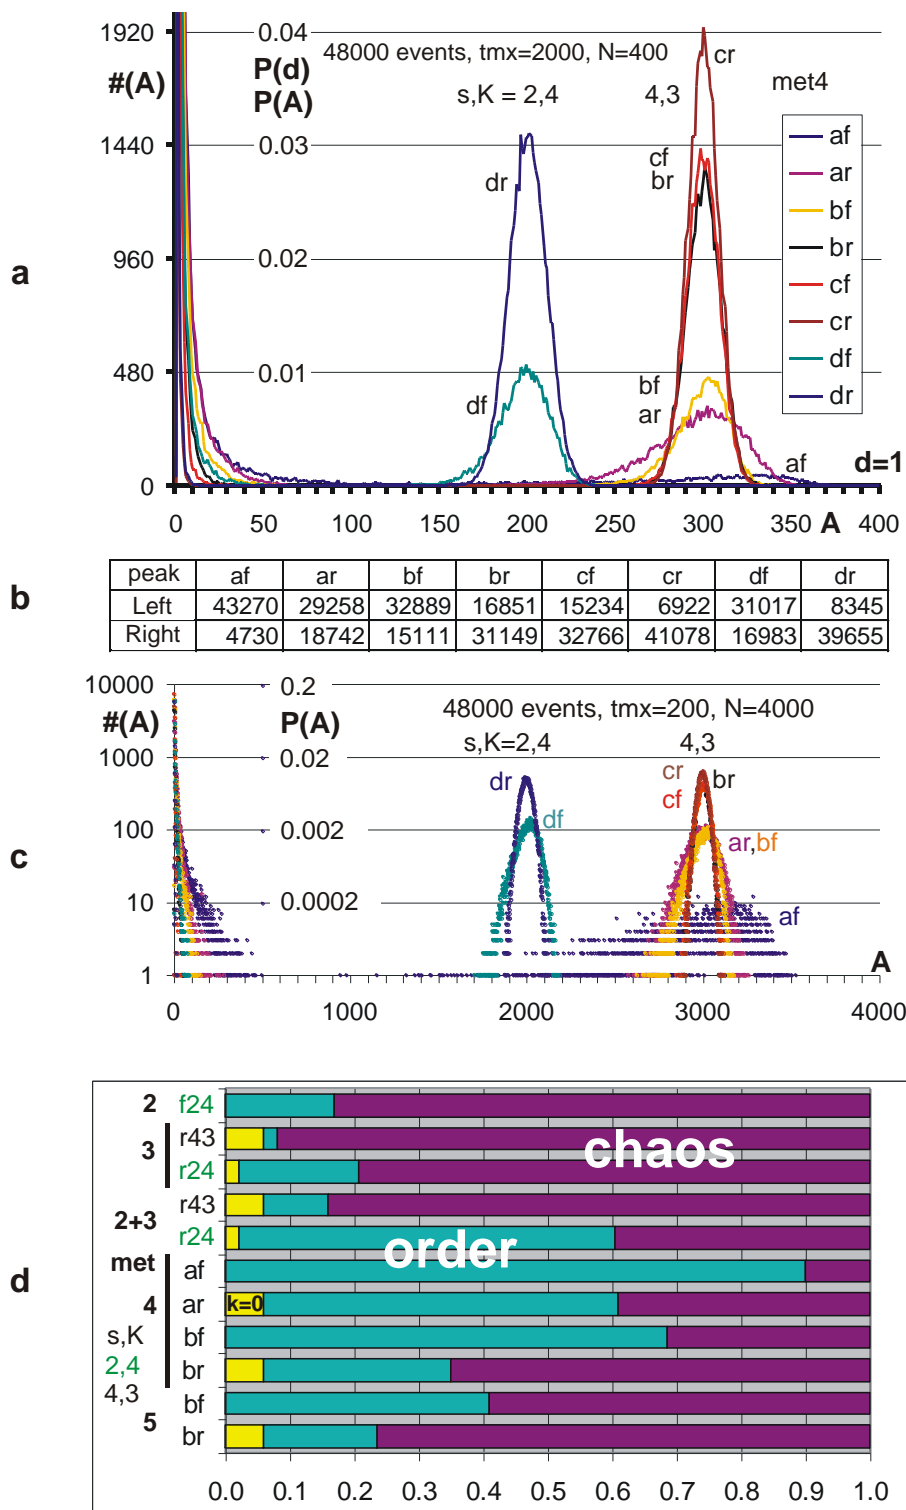 a
1920
1440
960
480
0
#(A)
0.04
0.03
0.02
0.01
P(d)
P(A)
48000 events, tmx=2000, N=400
s,K = 2,4
4,3
met4
cr
cf
br
dr
df
bf
ar
af
d=1
af
ar
bf
br
cf
cr
df
dr
0 50 100 150 200 250 300 350 A 400
b
peak af ar bf br cf cr df dr
Left 43270 29258 32889 16851 15234 6922 31017 8345
Right 4730 18742 15111 31149 32766 41078 16983 39655
c
10000
1000
100
10
1
#(A)
0.2
0.02
0.002
0.0002
P(A)
48000 events, tmx=200, N=4000
s,K=2,4 4,3
dr
df
cr
br
cf
ar,bf
af
A
0 1000 2000 3000 4000
d
2 f24
3
r43
r24
2+3
r43
r24
met
4
af
ar
bf
br
s,K
2,4
4,3
5
bf
br
k=0
chaos
order
0.0 0.1 0.2 0.3 0.4 0.5 0.6 0.7 0.8 0.9 1.0